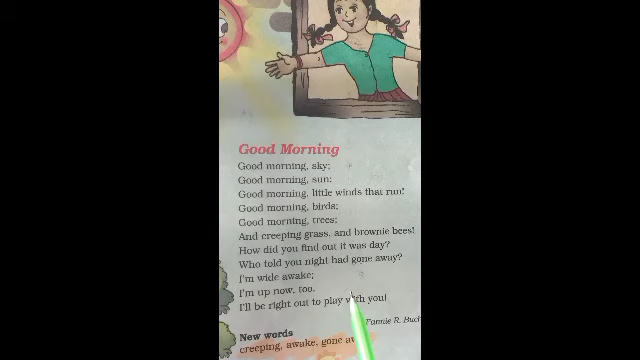 Good Morning
Good morning, sky;
Good morning, sun;
Good morning, little winds that run!
Good morning, birds;
Good morning, trees;
And creeping grass, and brownie bees!
How did you find out it was day?
Who told you night had gone away?
I'm wide awake;
I'm up now, too.
I'll be right out to play with you!
Fannie R.
New words
creeping, awake, gone